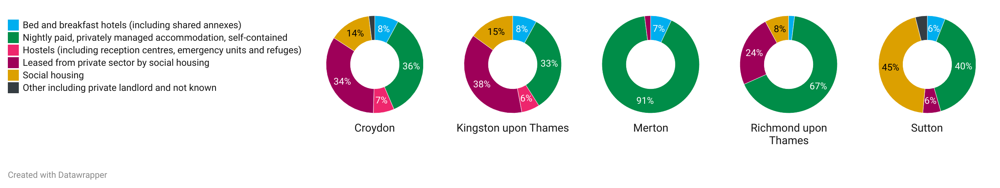 Bed and breakfast hotels (including shared annexes)
Nightly paid, privately managed accommodation, self-contained
Hostels (including reception centres, emergency units and refuges)
Leased from private sector by social housing
Social housing
Other including private landlord and not known
8%
36%
7%
34%
14%
Croydon
8%
33%
6%
38%
15%
Kingston upon Thames
7%
91%
Merton
67%
24%
8%
Richmond upon
Thames
6%
40%
6%
45%
Sutton
Created with Datawrapper